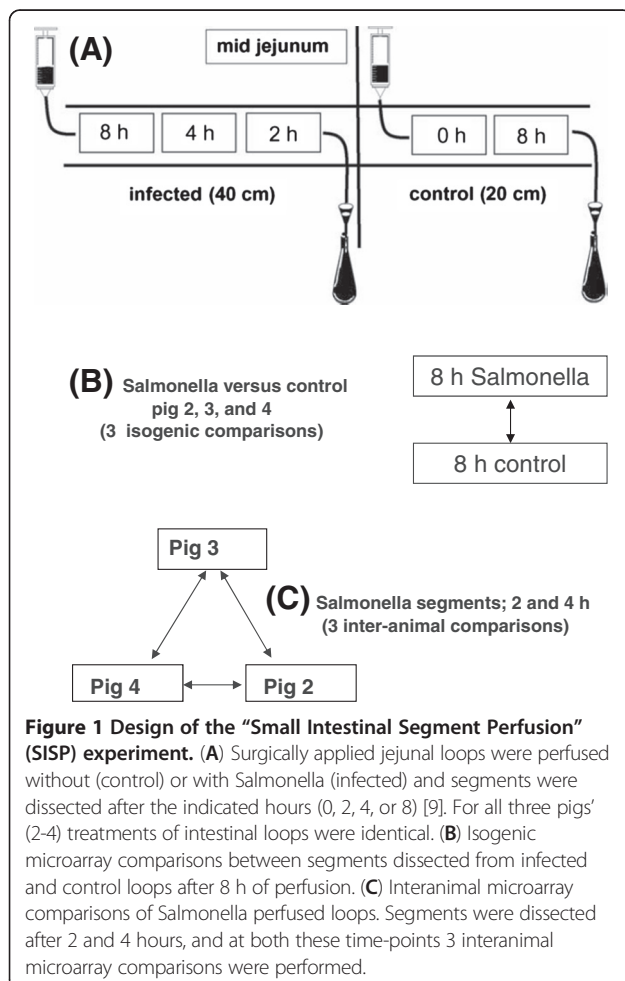 (A)
mid jejunum
8 h 4 h 2 h 0 h 8 h
infected (40 cm) control (20 cm)
(B) Salmonella versus control
pig 2, 3, and 4
(3 isogenic comparisons)
8 h Salmonella
8 h control
Pig 3
(C) Salmonella segments; 2 and 4 h
(3 inter-animal comparisons)
Pig 4 Pig 2
Figure 1 Design of the “Small Intestinal Segment Perfusion”
(SISP) experiment. (A) Surgically applied jejunal loops were perfused
without (control) or with Salmonella (infected) and segments were
dissected after the indicated hours (0, 2, 4, or 8) [9]. For all three pigs’
(2-4) treatments of intestinal loops were identical. (B) Isogenic
microarray comparisons between segments dissected from infected
and control loops after 8 h of perfusion. (C) Interanimal microarray
comparisons of Salmonella perfused loops. Segments were dissected
after 2 and 4 hours, and at both these time-points 3 interanimal
microarray comparisons were performed.